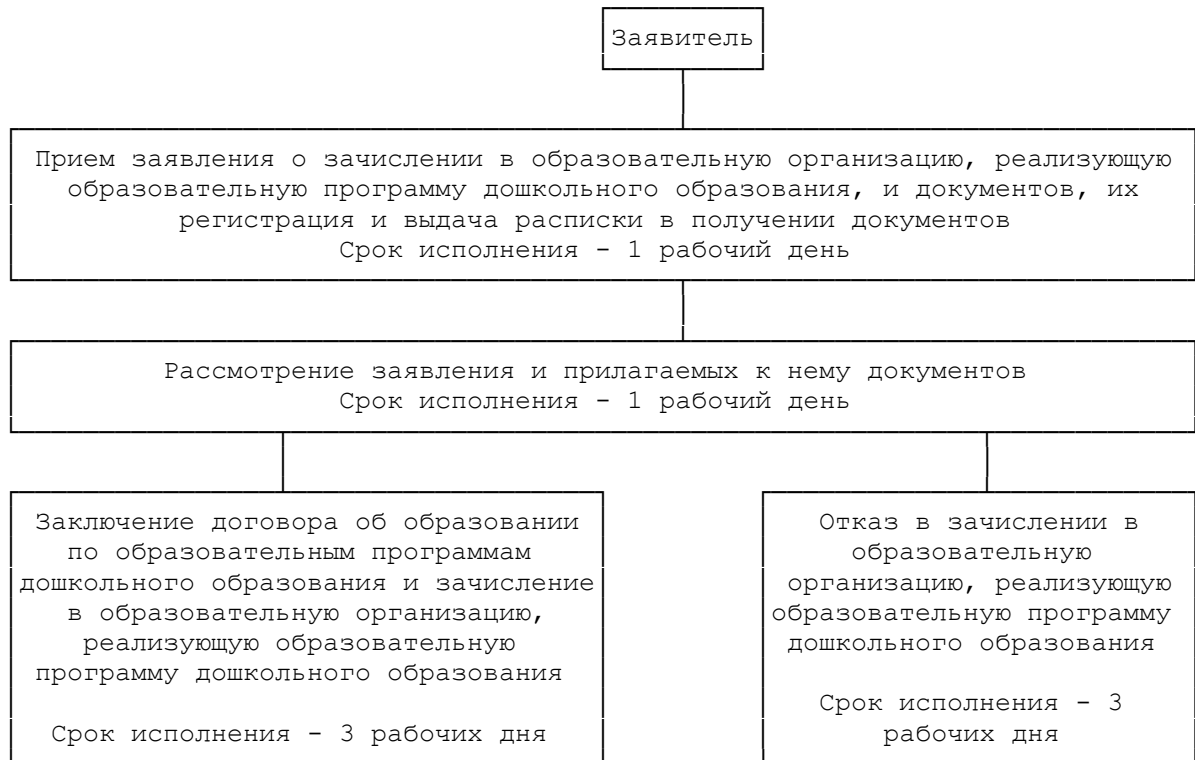 Заявитель
Прием заявления о зачислении в образовательную организацию, реализующую
образовательную программу дошкольного образования, и документов, их
регистрация и выдача расписки в получении документов
Срок исполнения - 1 рабочий день
Рассмотрение заявления и прилагаемых к нему документов
Срок исполнения - 1 рабочий день
Заключение договора об образовании
по образовательным программам
дошкольного образования и зачисление
в образовательную организацию,
реализующую образовательную
программу дошкольного образования
Срок исполнения - 3 рабочих дня
Отказ в зачислении в
образовательную
организацию, реализующую
образовательную программу
дошкольного образования
Срок исполнения - 3
рабочих дня